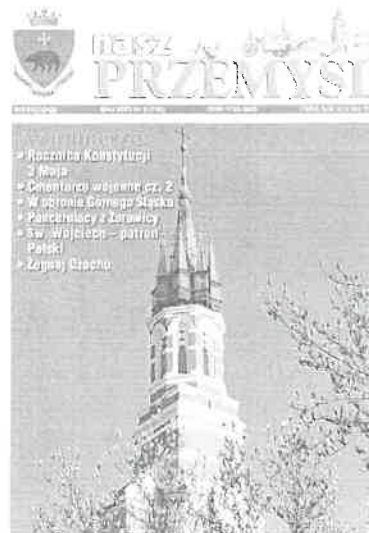 nasz
PRZEMYŚL
W numerze
• Rocznica Konstytucji
3 Maja
• Cmentarze wojenne cz. 2
• W obronie Górnego Śląska
• Pancerniacy z Żurawicy
• Św. Wojciech – patron
Polski
• Żegnaj Czachu